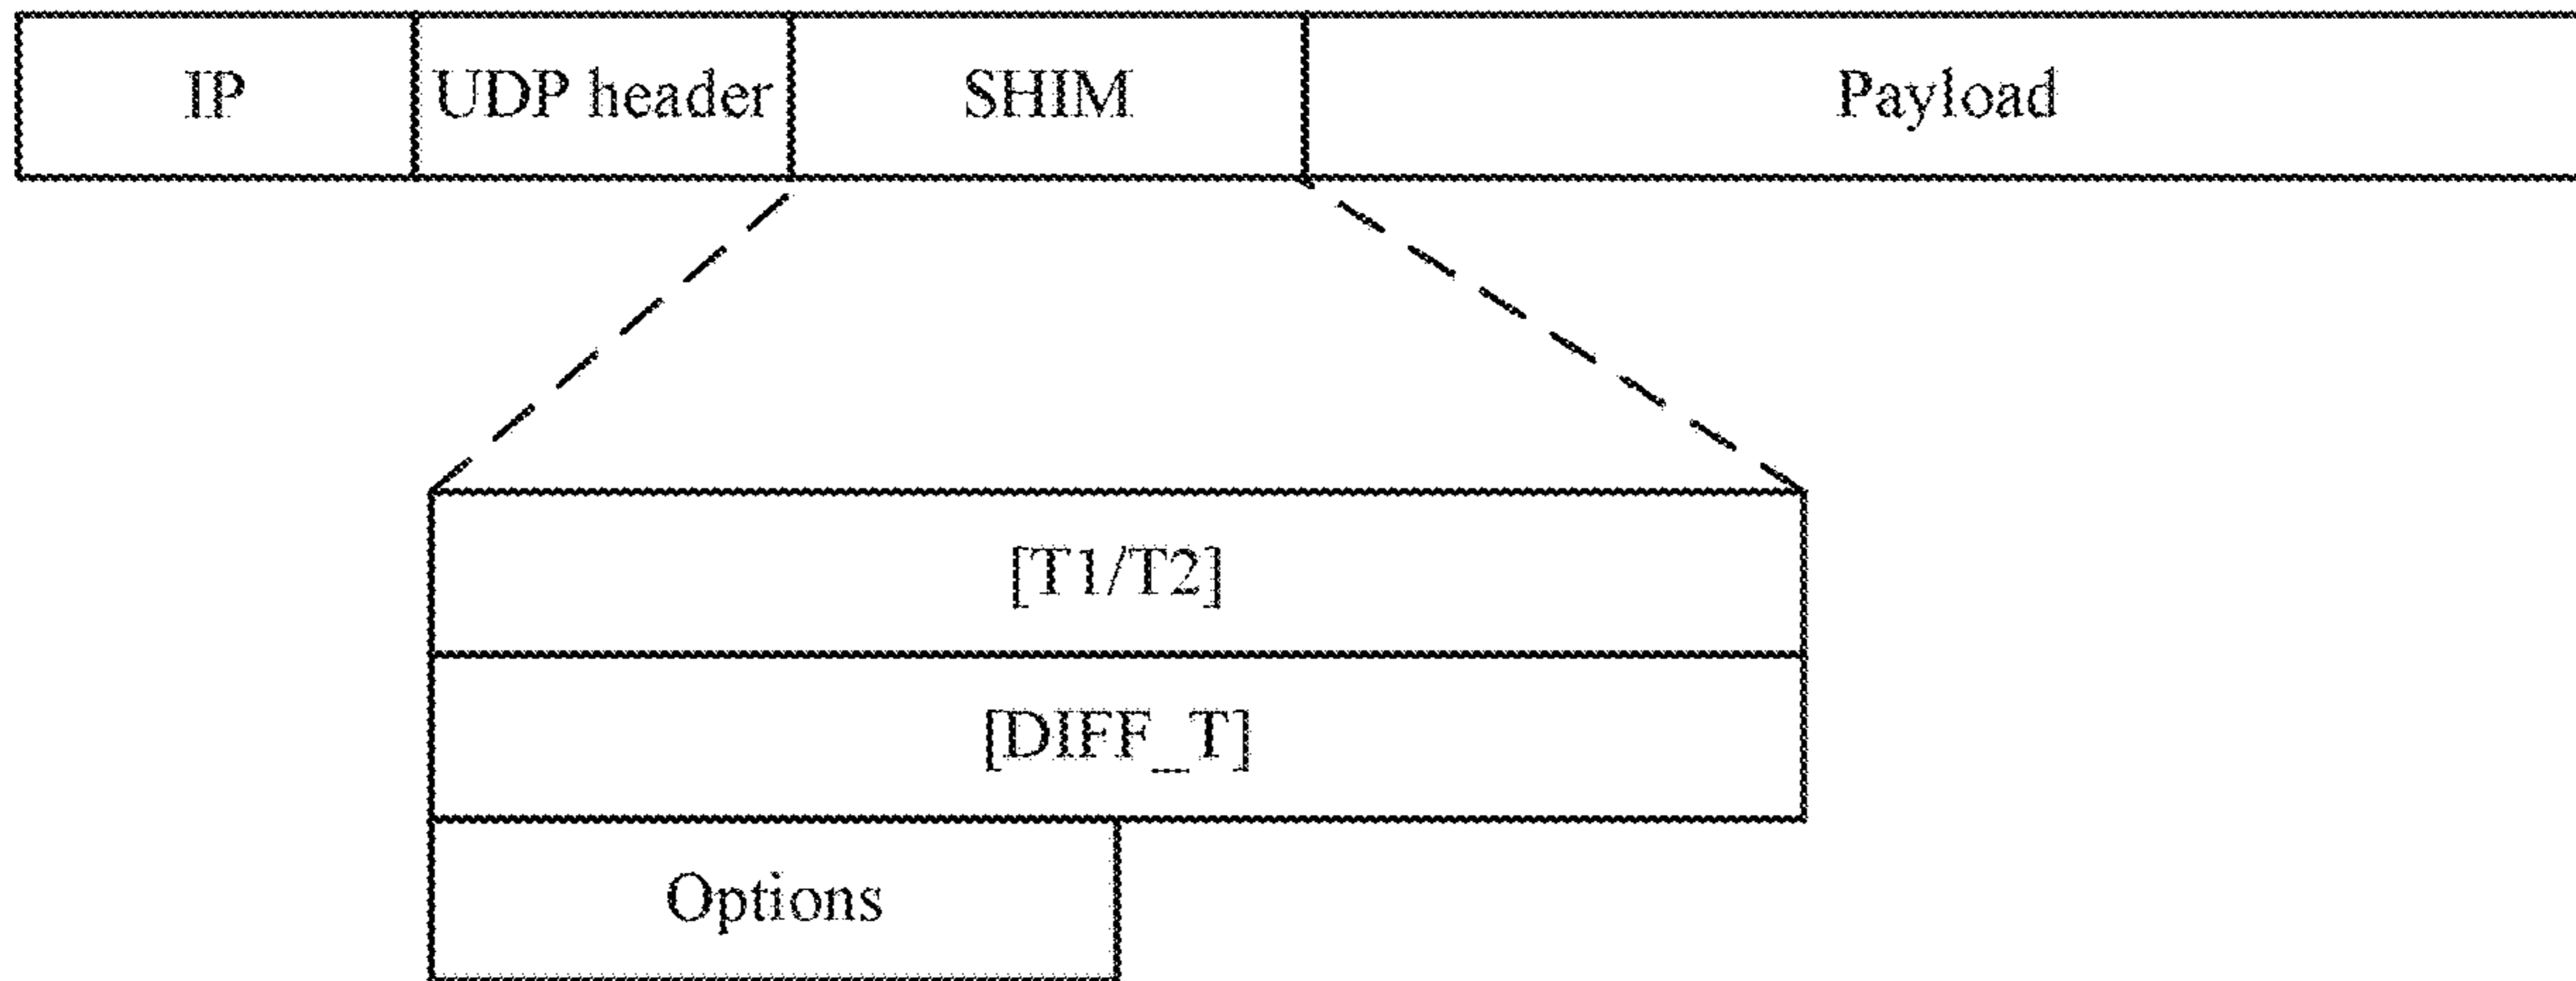 IP UDP header SHIM Payload
[T1/T2]
[DIFF_T]
Options